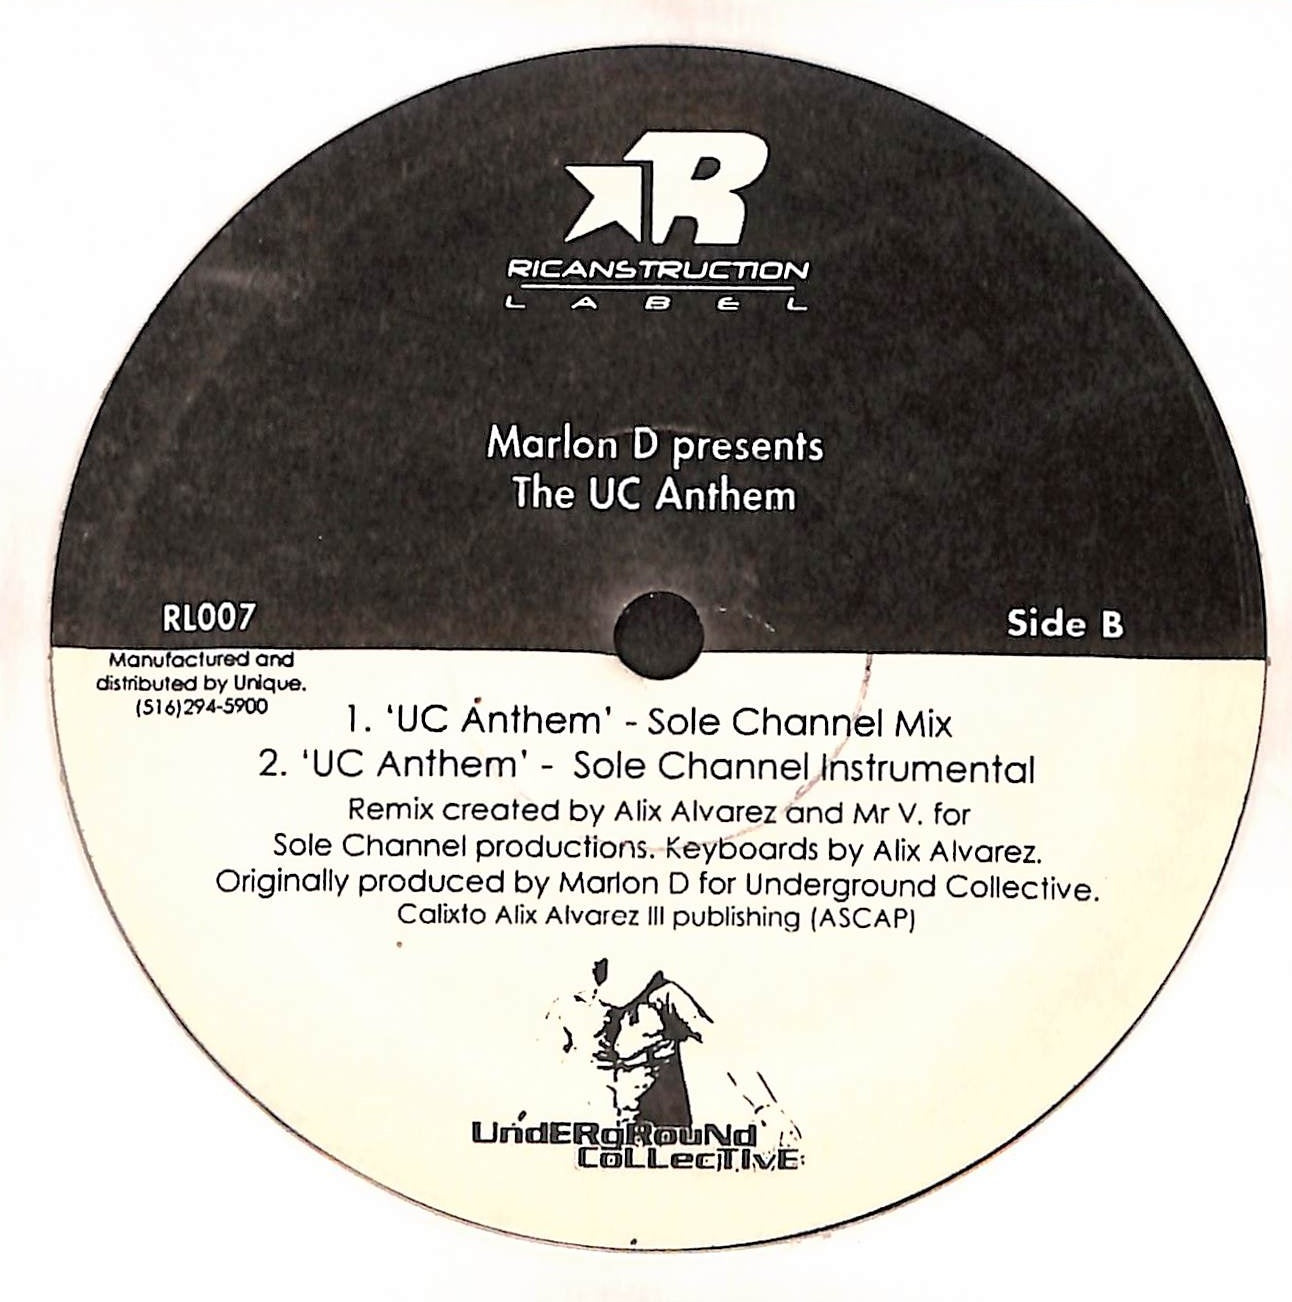 R
RICANSTRUCTION
LABEL
Marlon D presents
The UC Anthem
RL007
Side B
Manufactured and
distributed by Unique.
(516)294-5900
1. 'UC Anthem' - Sole Channel Mix
2. 'UC Anthem' - Sole Channel Instrumental
Remix created by Alix Alvarez and Mr V. for
Sole Channel productions. Keyboards by Alix Alvarez.
Originally produced by Marlon D for Underground Collective.
Calixto Alix Alvarez III publishing (ASCAP)
UndERgRouNd
CoLLecTIvE